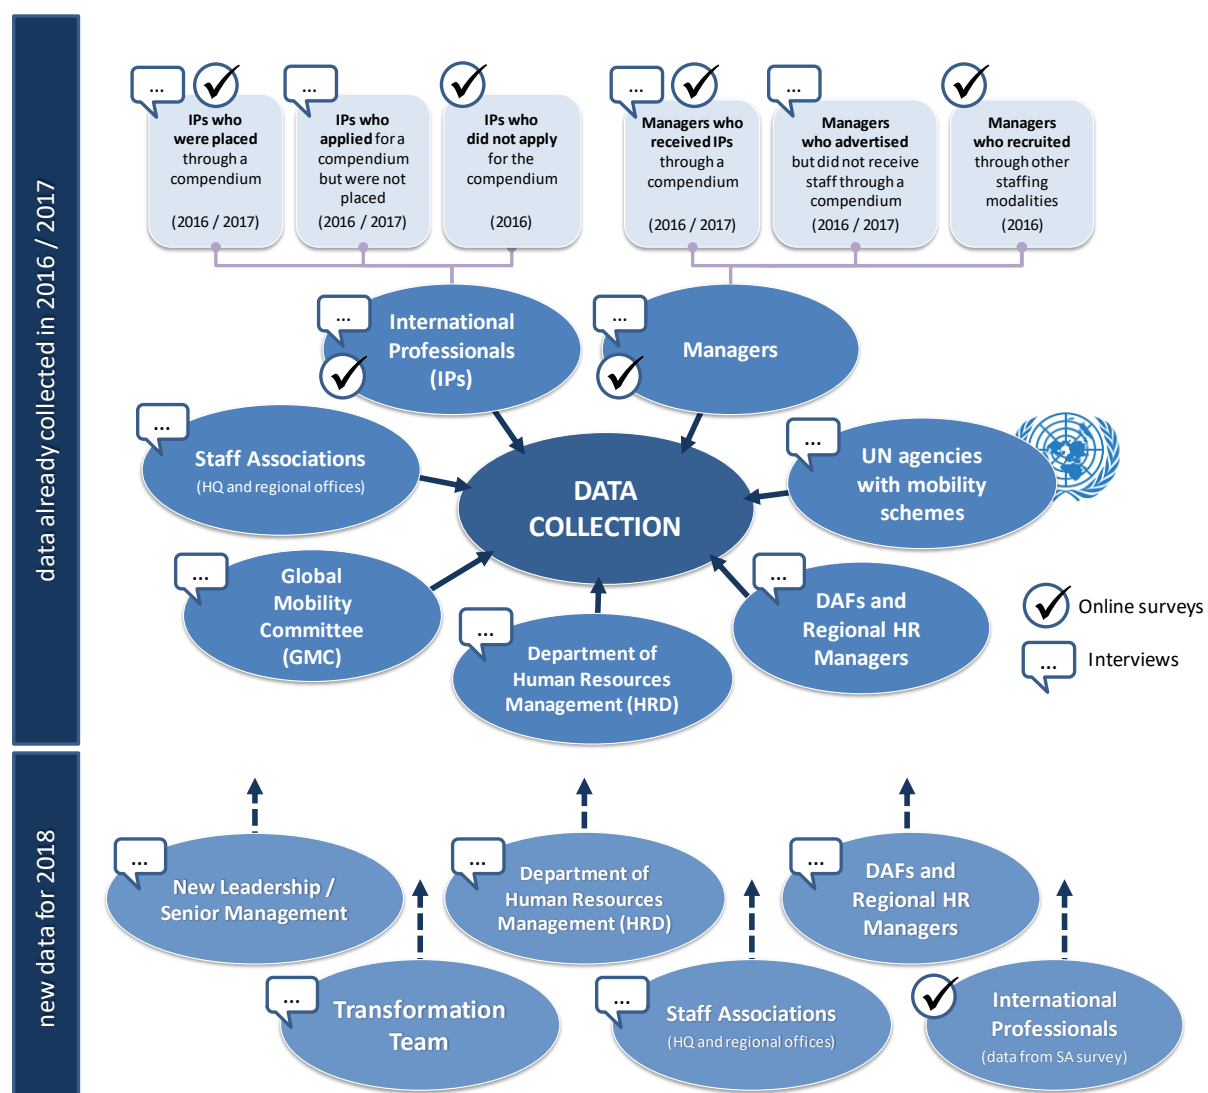 data already collected in 2016 / 2017
...
IPs who
were placed
through a
compendium
(2016 / 2017)
...
IPs who
applied for a
compendium
but were not
placed
(2016 / 2017)
IPs who
did not apply
for the
compendium
(2016)
...
Managers who
received IPs
through a
compendium
(2016 / 2017)
...
Managers
who advertised
but did not receive
staff through a
compendium
(2016 / 2017)
Managers
who recruited
through other
staffing
modalities
(2016)
...
International
Professionals
(IPs)
...
Managers
...
Staff Associations
(HQ and regional offices)
DATA
COLLECTION
...
UN agencies
with mobility
schemes
...
Global
Mobility
Committee
(GMC)
...
Department of
Human Resources
Management (HRD)
...
DAFs and
Regional HR
Managers
Online surveys
...
Interviews
new data for 2018
...
New Leadership /
Senior Management
...
Department of
Human Resources
Management (HRD)
...
DAFs and
Regional HR
Managers
...
Transformation
Team
...
Staff Associations
(HQ and regional offices)
International
Professionals
(data from SA survey)